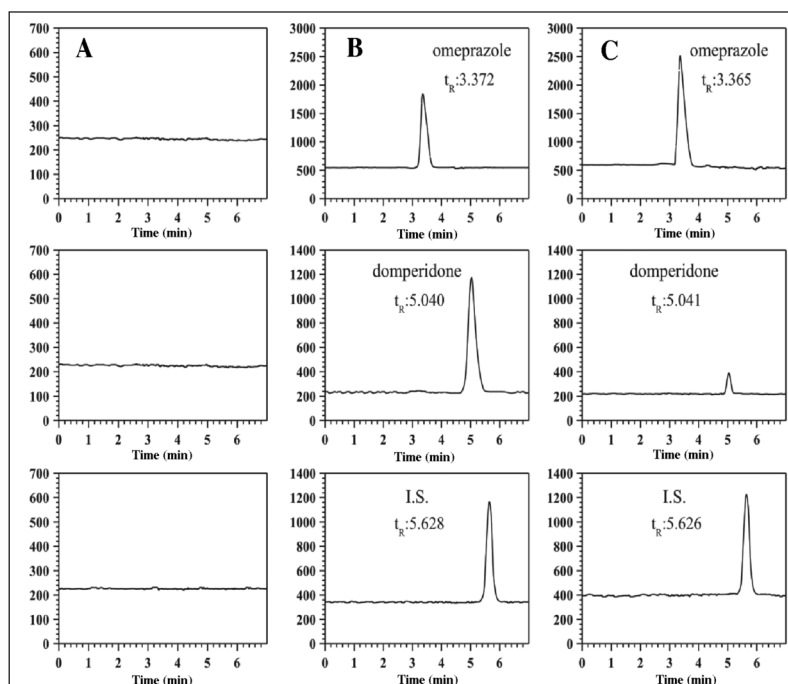 A
700
600
500
400
300
200
100
0
0 1 2 3 4 5 6
Time (min)
B
omeprazole
tR:3.372
3000
2500
2000
1500
1000
500
0
0 1 2 3 4 5 6
Time (min)
C
omeprazole
tR:3.365
3000
2500
2000
1500
1000
500
0
0 1 2 3 4 5 6
Time (min)
700
600
500
400
300
200
100
0
0 1 2 3 4 5 6
Time (min)
domperidone
tR:5.040
1400
1200
1000
800
600
400
200
0
0 1 2 3 4 5 6
Time (min)
domperidone
tR:5.041
1400
1200
1000
800
600
400
200
0
0 1 2 3 4 5 6
Time (min)
700
600
500
400
300
200
100
0
0 1 2 3 4 5 6
Time (min)
I.S.
tR:5.628
1400
1200
1000
800
600
400
200
0
0 1 2 3 4 5 6
Time (min)
I.S.
tR:5.626
1400
1200
1000
800
600
400
200
0
0 1 2 3 4 5 6
Time (min)